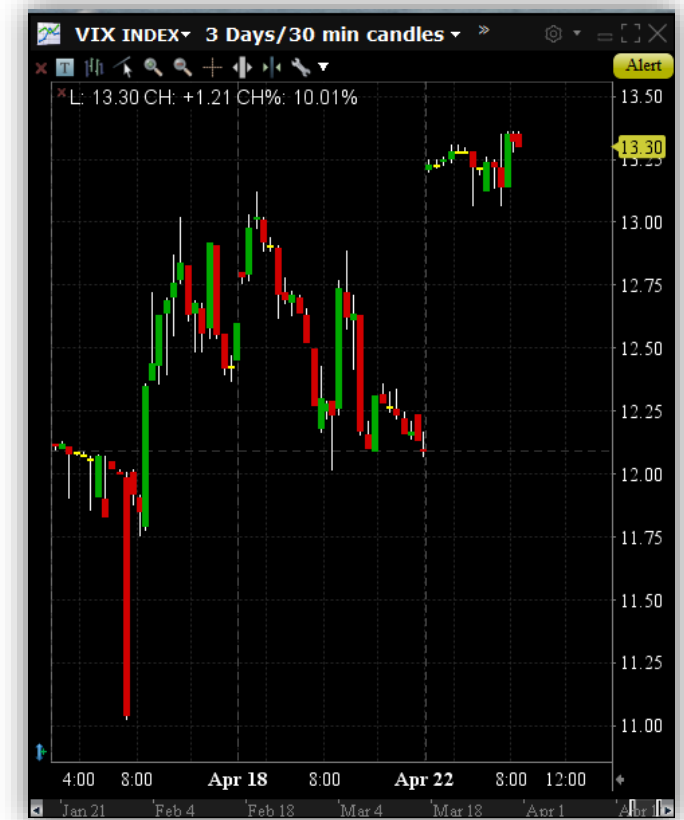 VIX INDEX 3 Days/30 min candles »
T Alert
L: 13.30 CH: +1.21 CH%: 10.01%
13.50
13.30
13.25
13.00
12.75
12.50
12.25
12.00
11.75
11.50
11.25
11.00
4:00 8:00 Apr 18 8:00 Apr 22 8:00 12:00
Jan 21 Feb 4 Feb 18 Mar 4 Mar 18 Apr 1